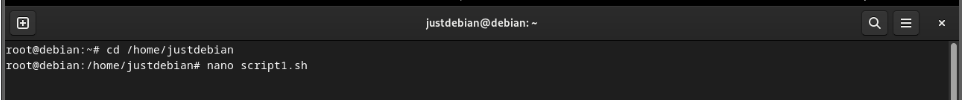 justdebian@debian: ~
root@debian:~# cd /home/justdebian
root@debian:/home/justdebian# nano script1.sh